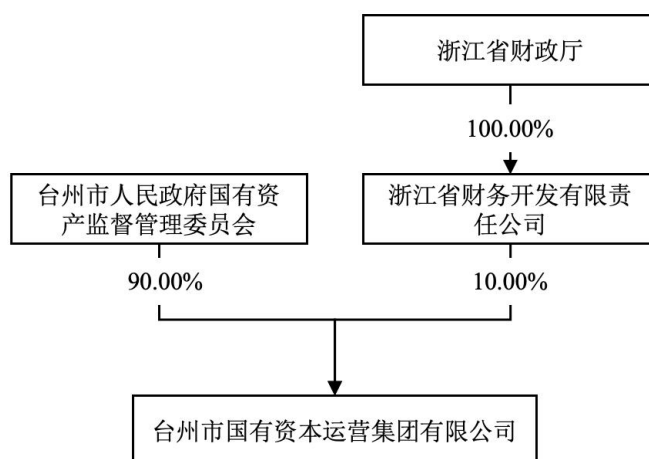 浙江省财政厅
100.00%
台州市人民政府国有资
产监督管理委员会
浙江省财务开发有限责
任公司
90.00%
10.00%
台州市国有资本运营集团有限公司